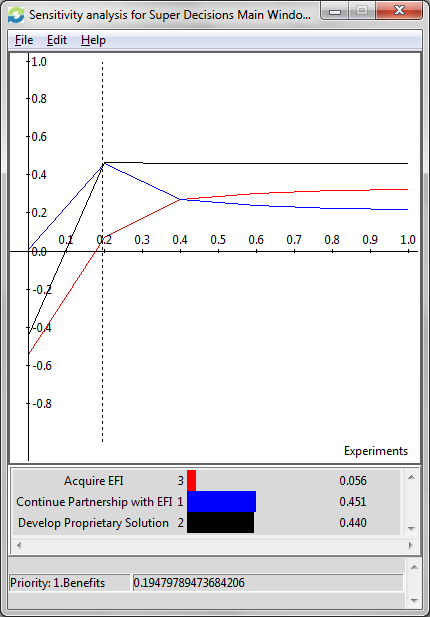 Sensitivity analysis for Super Decisions Main Windo...
File Edit Help
1.0
0.8
0.6
0.4
0.2
0.0 0.1 0.2 0.3 0.4 0.5 0.6 0.7 0.8 0.9 1.0
-0.2
-0.4
-0.6
-0.8
Experiments
Acquire EFI 3 0.056
Continue Partnership with EFI 1 0.451
Develop Proprietary Solution 2 0.440
Priority: 1.Benefits 0.19479789473684206